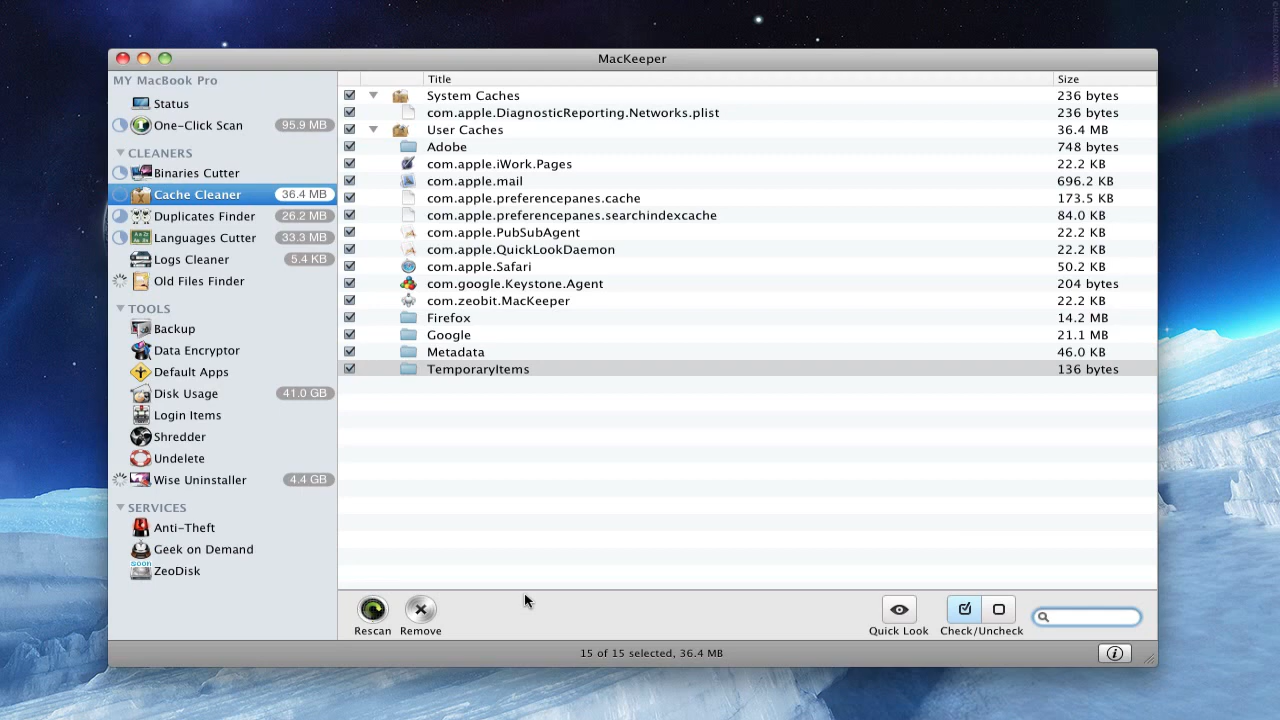 MacKeeper
MY MacBook Pro
Status
One-Click Scan 95.9 MB
CLEANERS
Binaries Cutter
Cache Cleaner 36.4 MB
Duplicates Finder 26.2 MB
Languages Cutter 33.3 MB
Logs Cleaner 5.4 KB
Old Files Finder
TOOLS
Backup
Data Encryptor
Default Apps
Disk Usage 41.0 GB
Login Items
Shredder
Undelete
Wise Uninstaller 4.4 GB
SERVICES
Anti-Theft
Geek on Demand
SOON
ZeoDisk
Title Size
System Caches 236 bytes
com.apple.DiagnosticReporting.Networks.plist 236 bytes
User Caches 36.4 MB
Adobe 748 bytes
com.apple.iWork.Pages 22.2 KB
com.apple.mail 696.2 KB
com.apple.preferencepanes.cache 173.5 KB
com.apple.preferencepanes.searchindexcache 84.0 KB
com.apple.PubSubAgent 22.2 KB
com.apple.QuickLookDaemon 22.2 KB
com.apple.Safari 50.2 KB
com.google.Keystone.Agent 204 bytes
com.zeobit.MacKeeper 22.2 KB
Firefox 14.2 MB
Google 21.1 MB
Metadata 46.0 KB
TemporaryItems 136 bytes
Rescan Remove Quick Look Check/Uncheck
15 of 15 selected, 36.4 MB